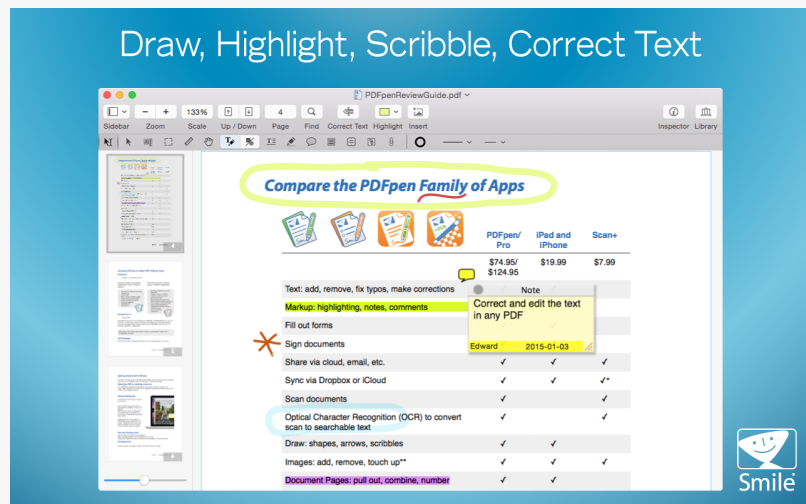 Draw, Highlight, Scribble, Correct Text
PDFpenReviewGuide.pdf
133%
4
Sidebar Zoom Scale Up / Down Page Find Correct Text Highlight Insert Inspector Library
Compare the PDFpen Family of Apps
PDFpen/ Pro iPad and iPhone Scan+
$74.95/ $124.95 $19.99 $7.99
Text: add, remove, fix typos, make corrections
Note
Correct and edit the text
in any PDF
Edward 2015-01-03
Markup: highlighting, notes, comments
Fill out forms
Sign documents
Share via cloud, email, etc. ✓ ✓ ✓
Sync via Dropbox or iCloud ✓ ✓ ✓*
Scan documents ✓ ✓
Optical Character Recognition (OCR) to convert
scan to searchable text ✓ ✓
Draw: shapes, arrows, scribbles ✓ ✓
Images: add, remove, touch up** ✓ ✓ ✓
Document Pages: pull out, combine, number ✓ ✓
Smile